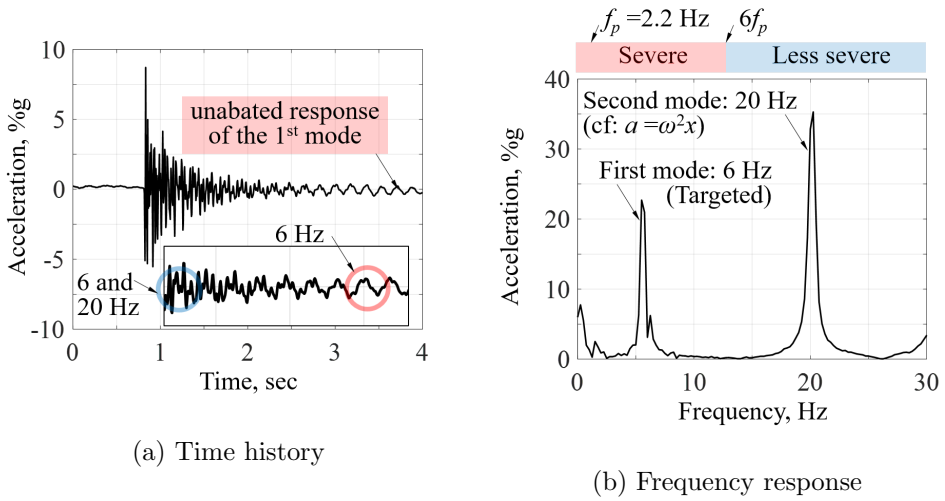 10
5
0
-5
-10
0
1
2
3
4
Acceleration, %g
Time, sec
unabated response
of the 1st mode
6 Hz
6 and
20 Hz
(a) Time history
fp =2.2 Hz
6fp
Severe
Less severe
40
30
20
10
0
0
10
20
30
Acceleration, %g
Frequency, Hz
Second mode: 20 Hz
(cf: a =ω²x)
First mode: 6 Hz
(Targeted)
(b) Frequency response